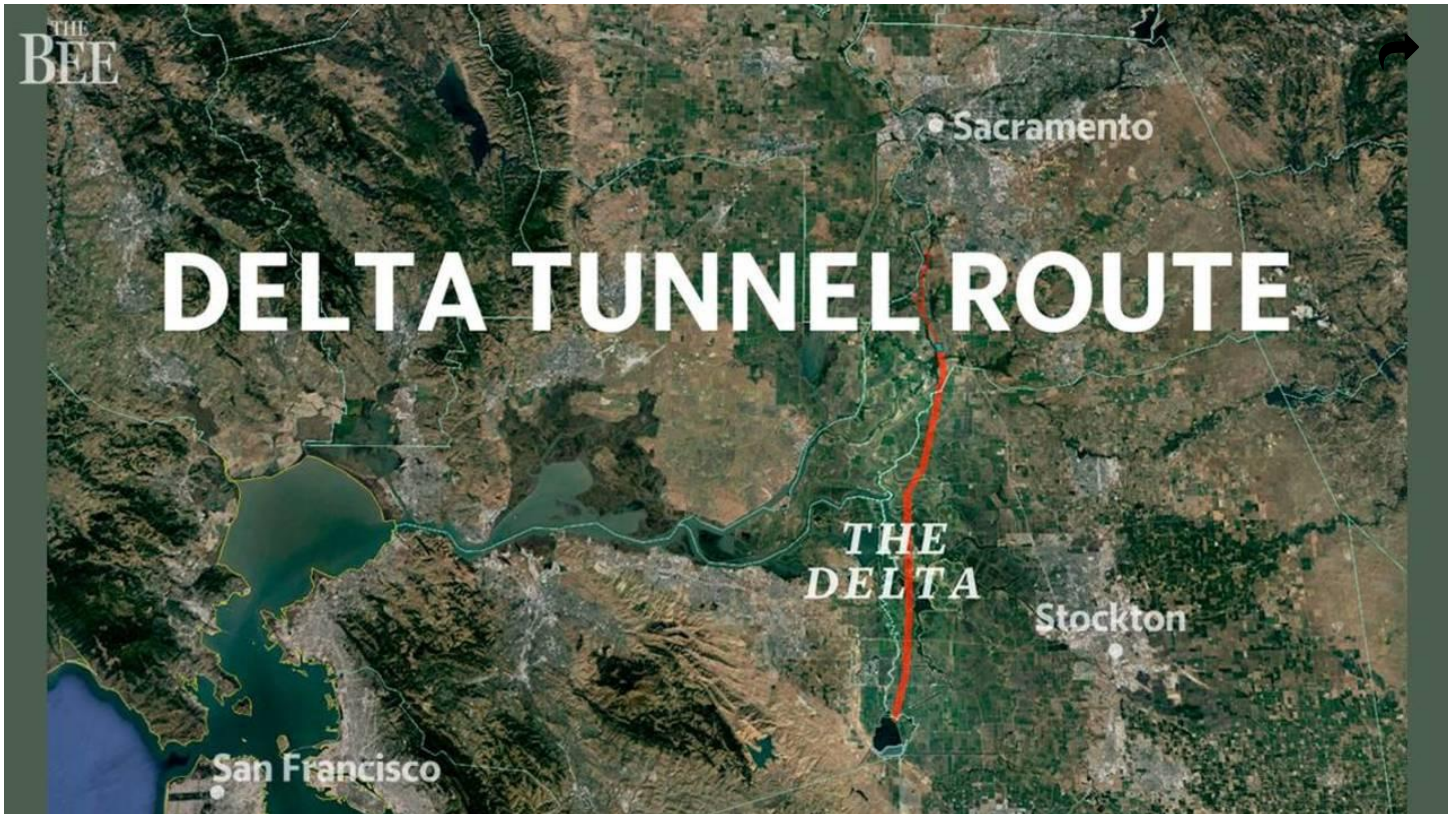 THE
BEE
Sacramento
DELTA TUNNEL ROUTE
THE
DELTA
Stockton
San Francisco